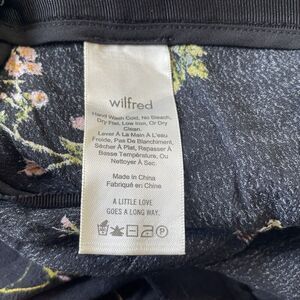 wilfred
Hand Wash Cold, No Bleach,
Dry Flat, Low Iron, Or Dry
Clean.
Laver À La Main À L'eau
Froide, Pas De Blanchiment,
Sécher À Plat, Repasser À
Basse Température, Ou
Nettoyer À Sec.
Made in China
Fabriqué en Chine
A LITTLE LOVE
GOES A LONG WAY.
P